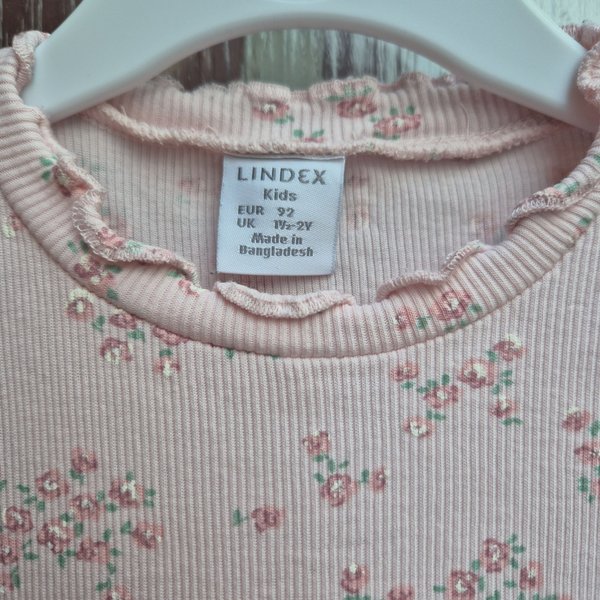 LINDEX
Kids
EUR 92
UK 1½-2Y
Made in
Bangladesh